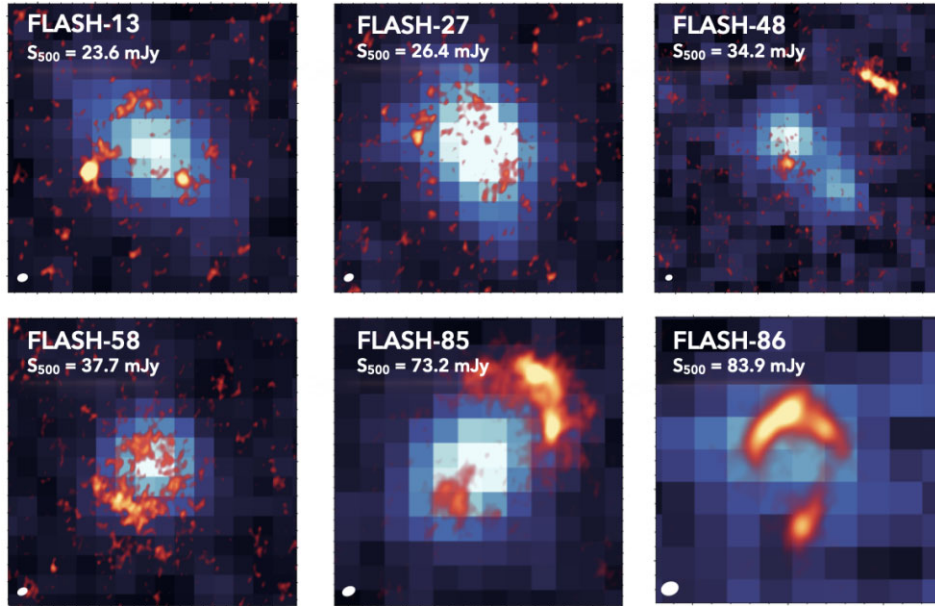 FLASH-13
S₅₀₀ = 23.6 mJy
FLASH-27
S₅₀₀ = 26.4 mJy
FLASH-48
S₅₀₀ = 34.2 mJy
FLASH-58
S₅₀₀ = 37.7 mJy
FLASH-85
S₅₀₀ = 73.2 mJy
FLASH-86
S₅₀₀ = 83.9 mJy